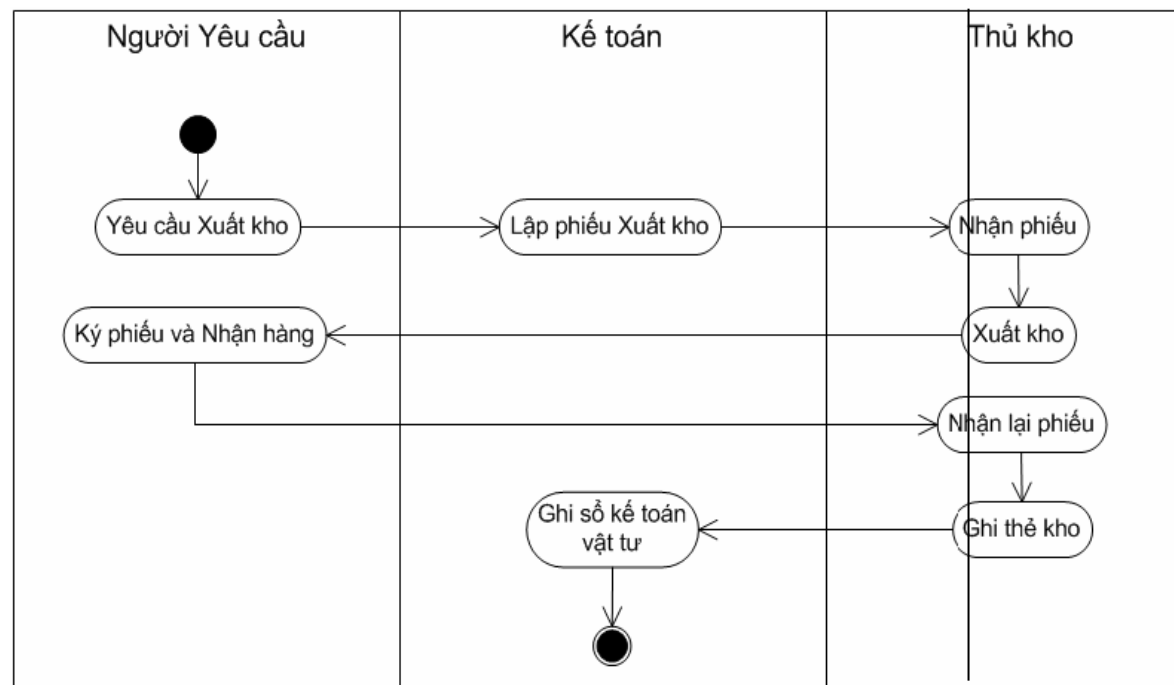 Người Yêu cầu
Kế toán
Thủ kho
Yêu cầu Xuất kho
Lập phiếu Xuất kho
Nhận phiếu
Ký phiếu và Nhận hàng
Xuất kho
Nhận lại phiếu
Ghi sổ kế toán
vật tư
Ghi thẻ kho